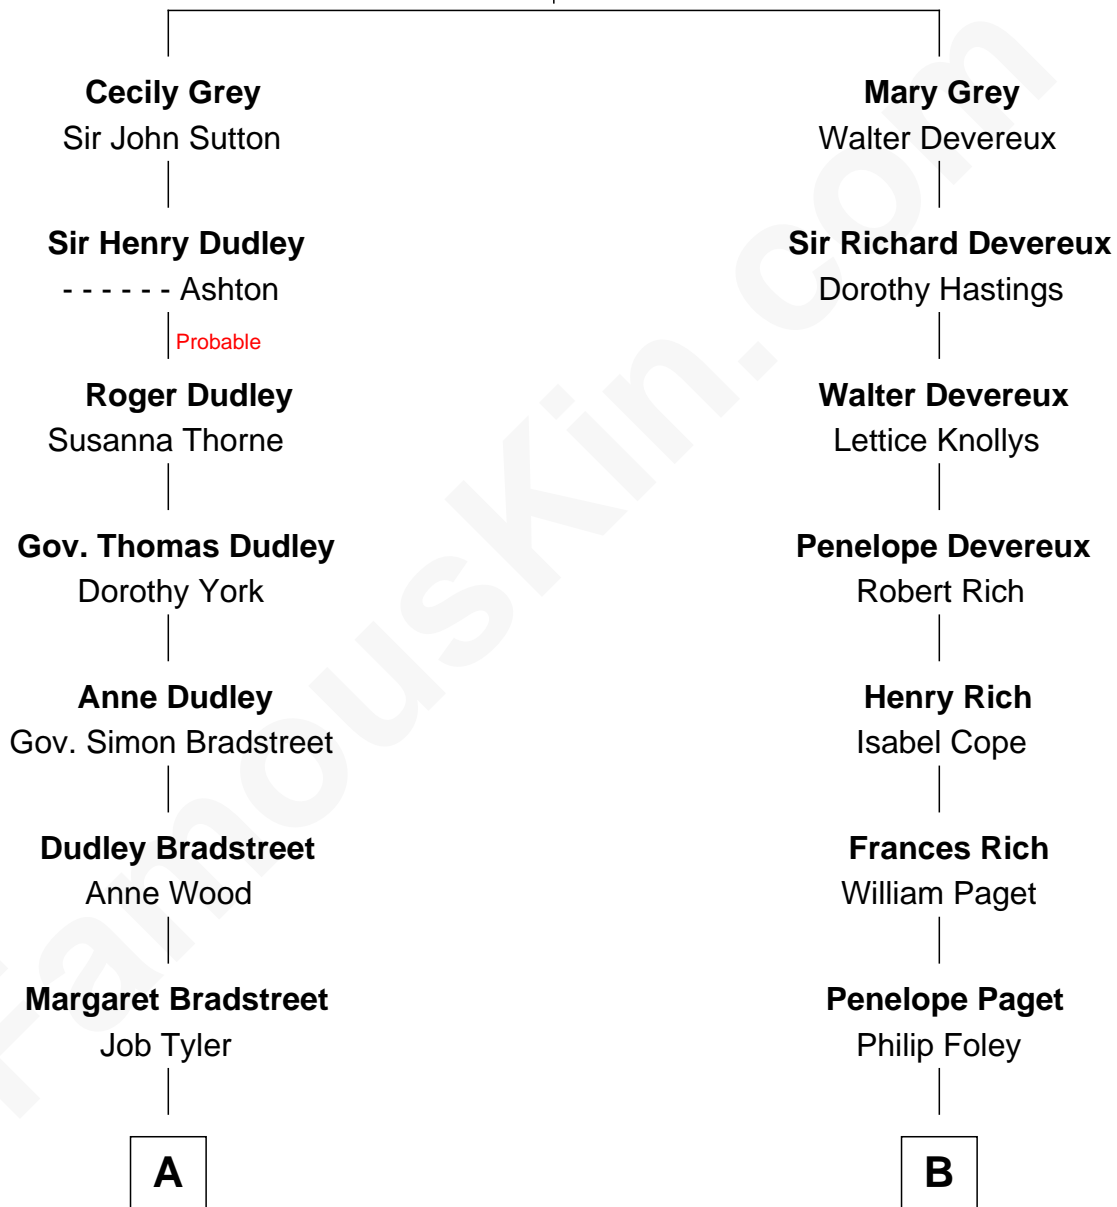 Cecily Grey
Sir John Sutton
Sir Henry Dudley
- - - - - - Ashton
Probable
Roger Dudley
Susanna Thorne
Gov. Thomas Dudley
Dorothy York
Anne Dudley
Gov. Simon Bradstreet
Dudley Bradstreet
Anne Wood
Margaret Bradstreet
Job Tyler
A
Mary Grey
Walter Devereux
Sir Richard Devereux
Dorothy Hastings
Walter Devereux
Lettice Knollys
Penelope Devereux
Robert Rich
Henry Rich
Isabel Cope
Frances Rich
William Paget
Penelope Paget
Philip Foley
B
FamousKin.com